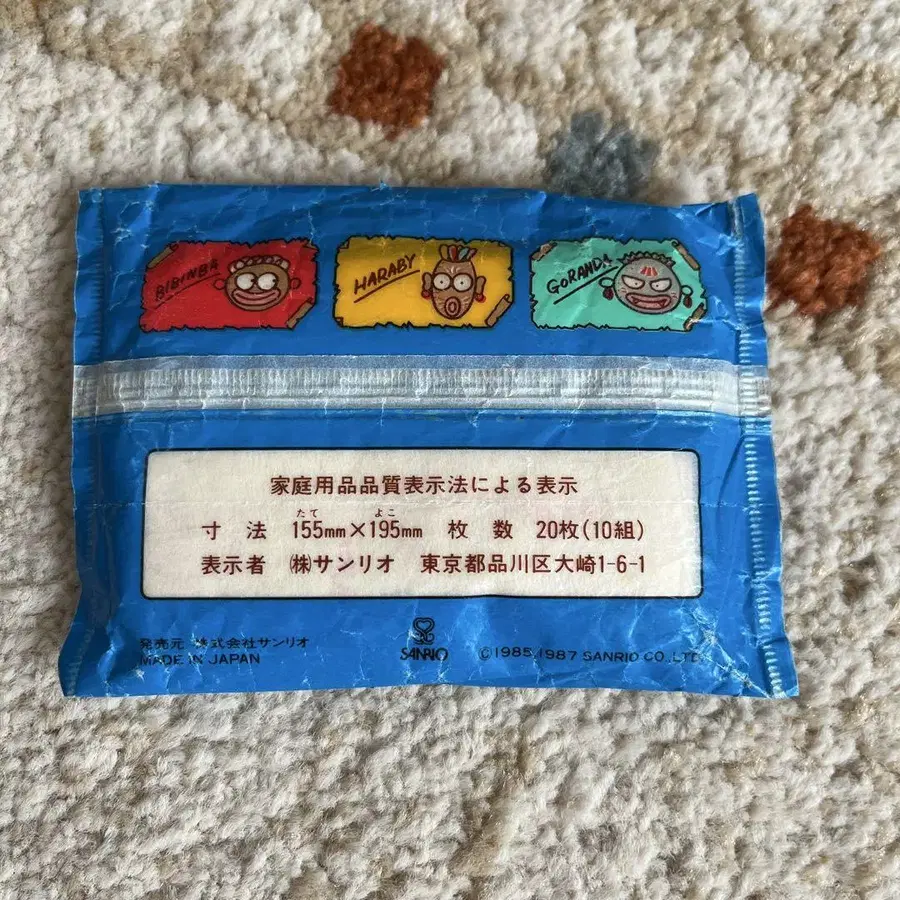 BIBINBA
HARABY
GORANDA
家庭用品品質表示法による表示
たて よこ
寸 法 155mm×195mm 枚 数 20枚(10組)
表示者 ㈱サンリオ 東京都品川区大崎1-6-1
発売元 株式会社サンリオ
MADE IN JAPAN
SANRIO
©1985,1987 SANRIO CO.,LTD.